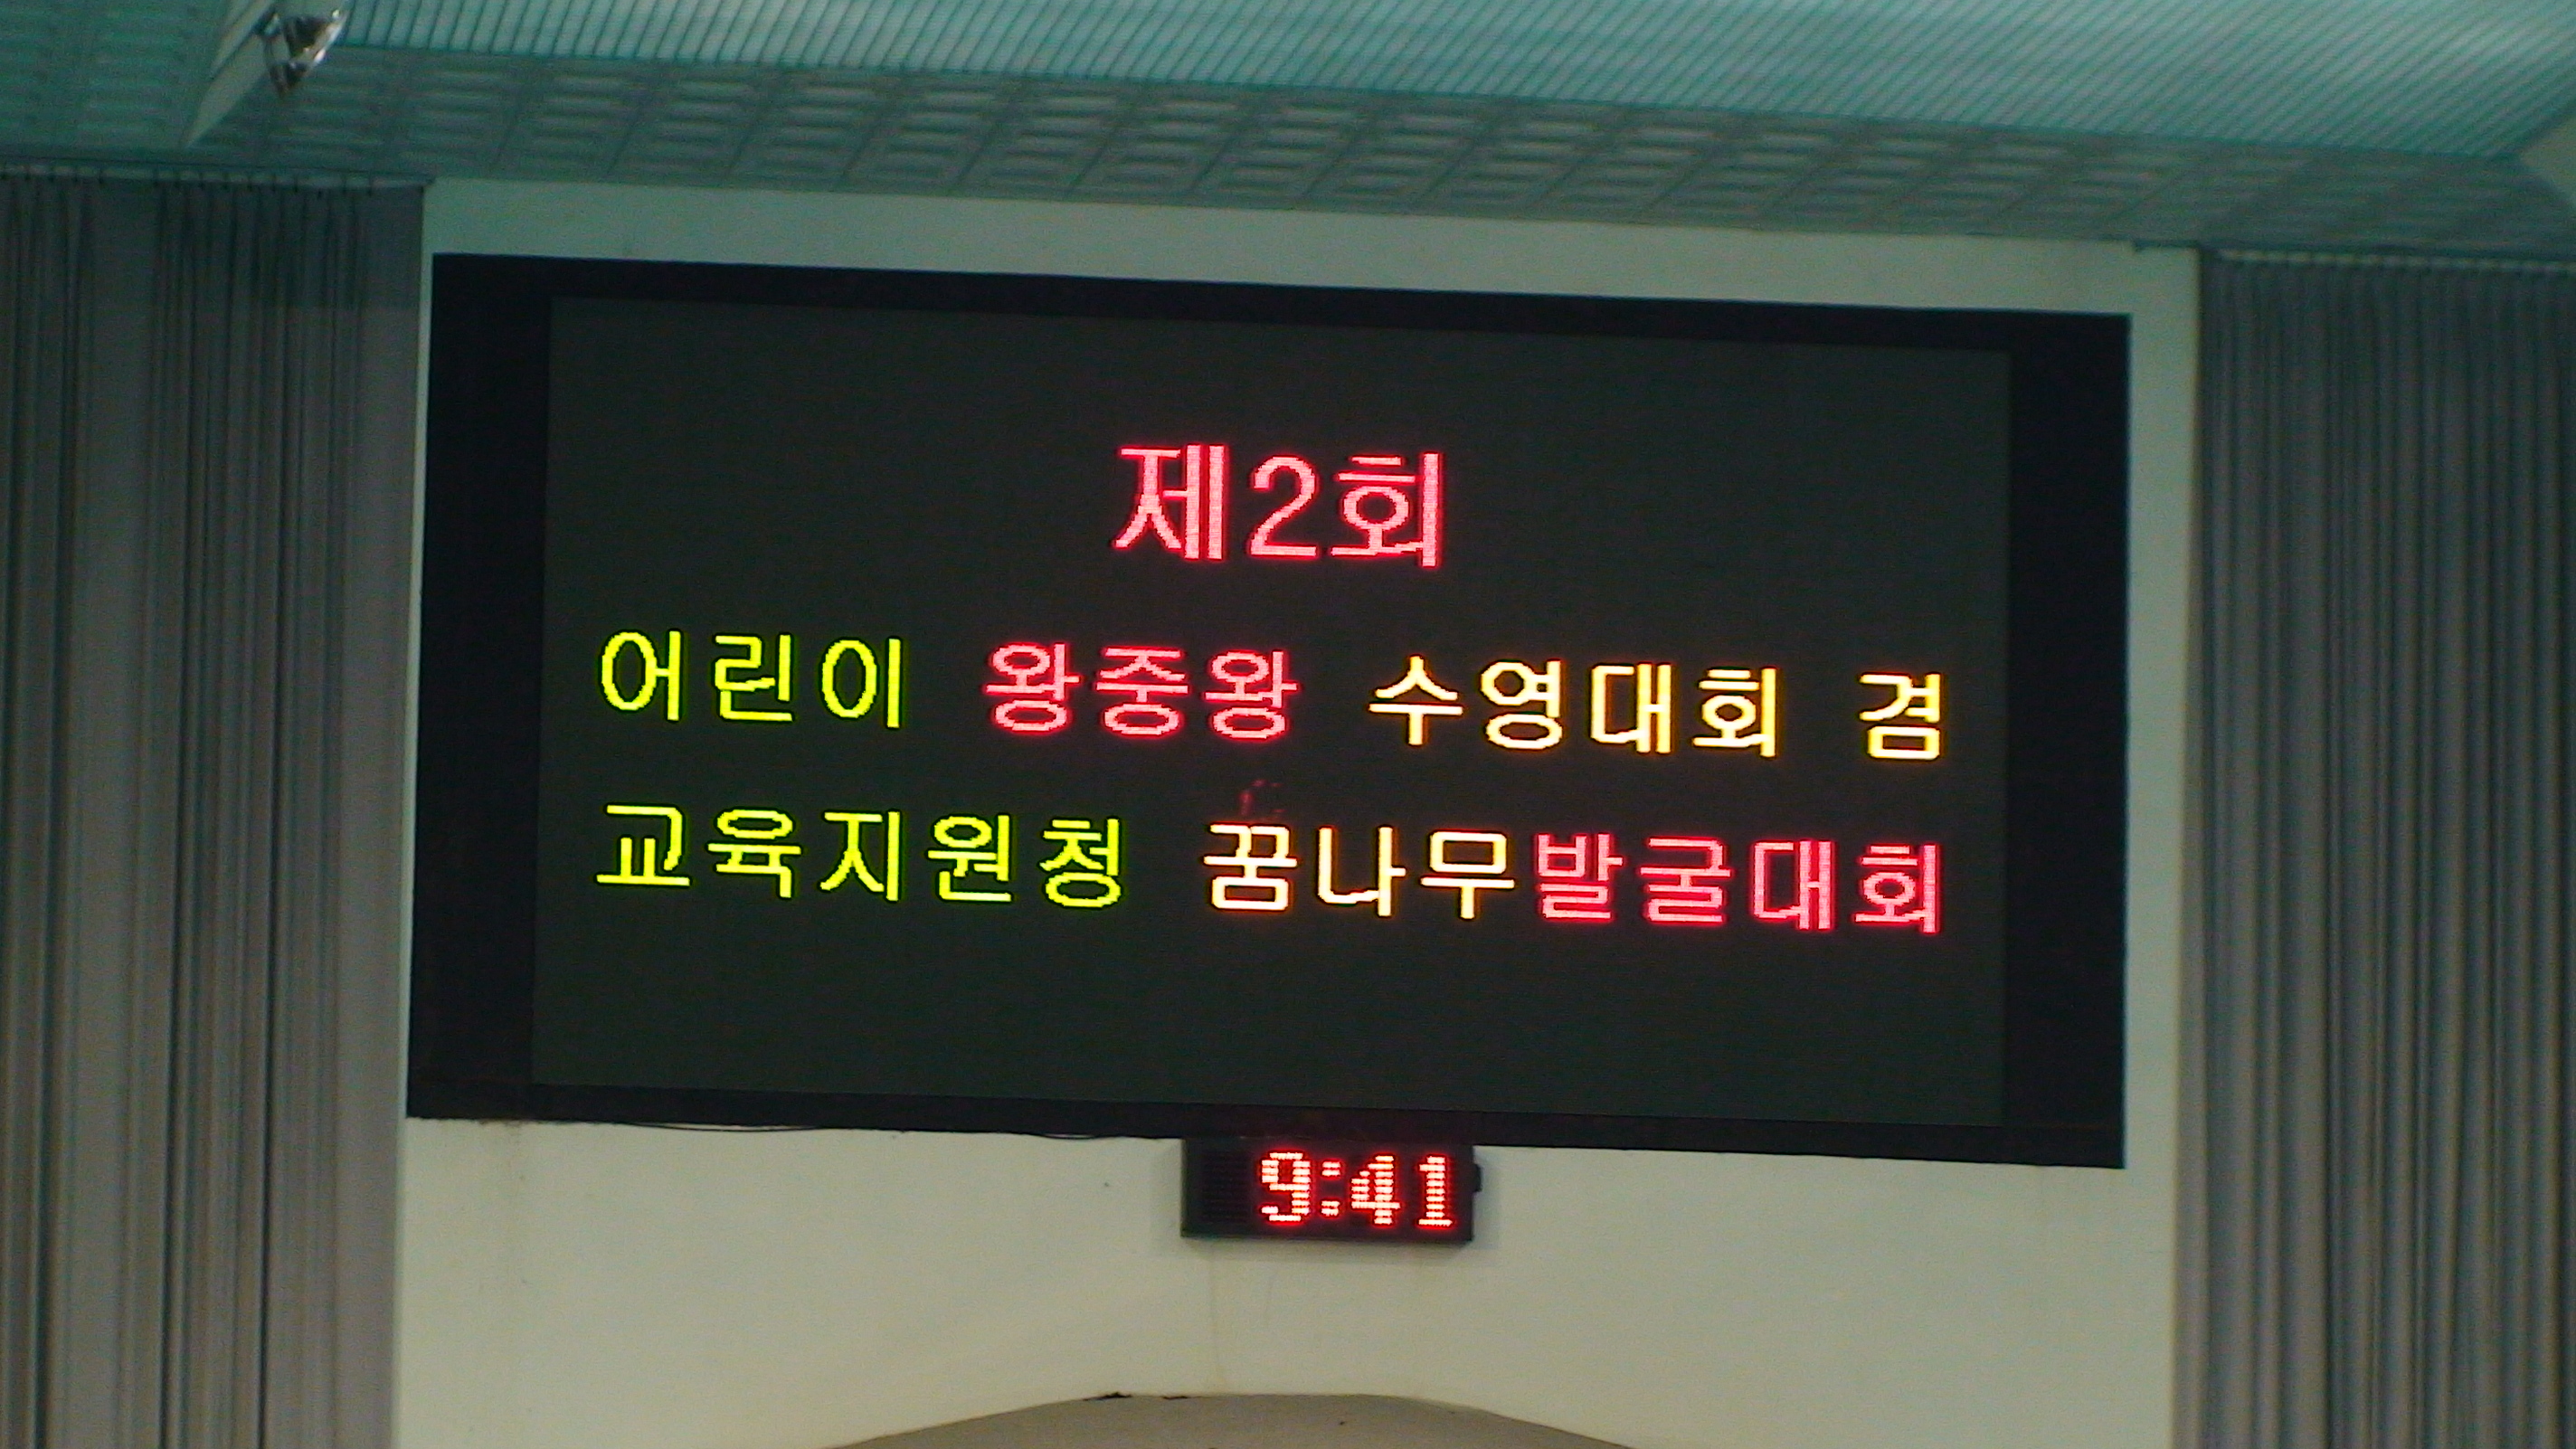 제2회
어린이 왕중왕 수영대회 겸
교육지원청 꿈나무발굴대회
9:41